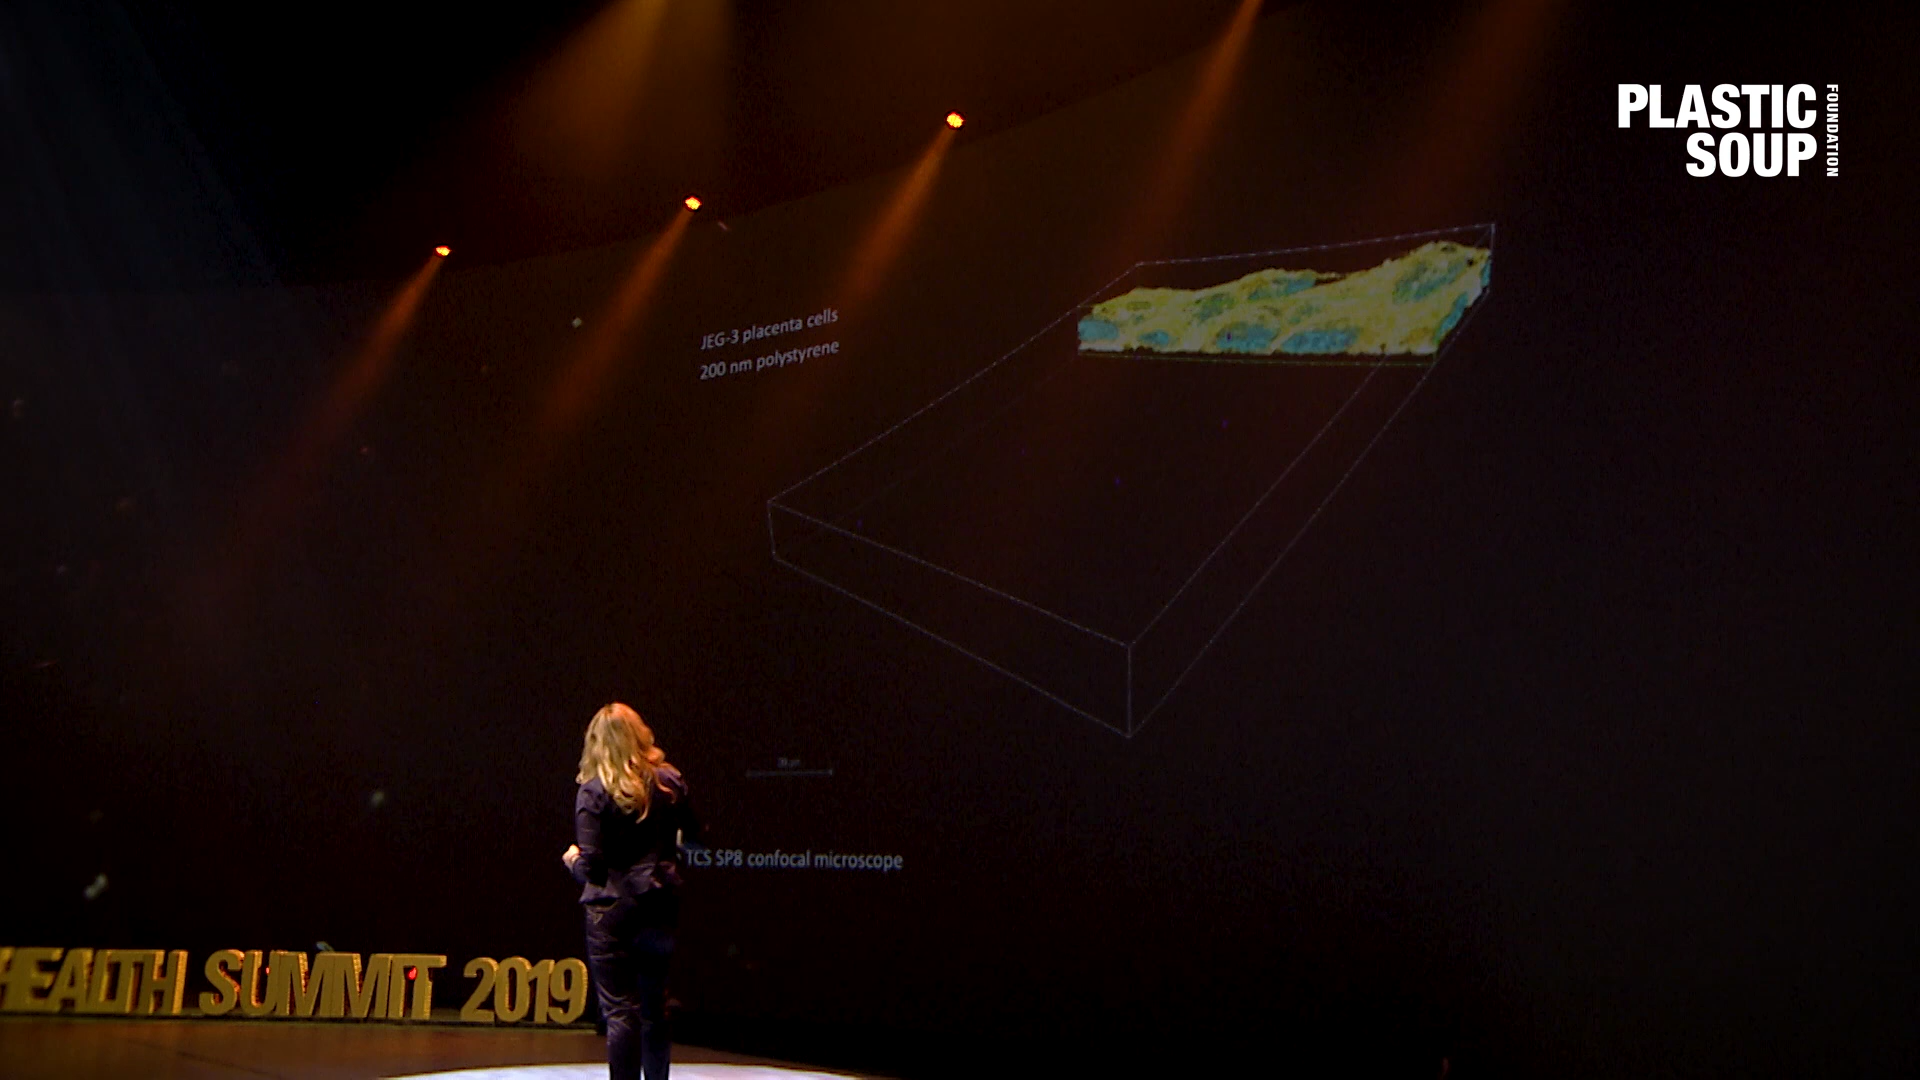 PLASTIC
SOUP
FOUNDATION
JEG-3 placenta cells
200 nm polystyrene
TCS SP8 confocal microscope
HEALTH SUMMIT 2019